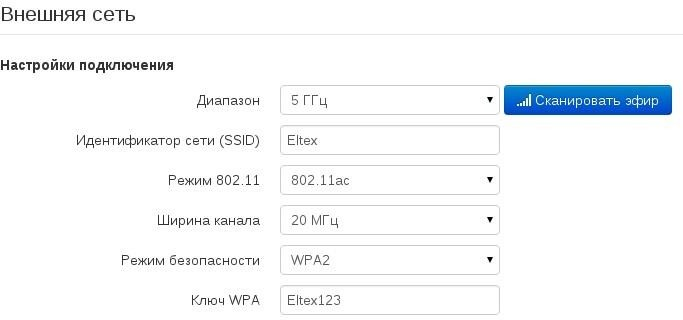 Внешняя сеть
Настройки подключения
Диапазон 5 ГГц Сканировать эфир
Идентификатор сети (SSID) Eltex
Режим 802.11 802.11ac
Ширина канала 20 МГц
Режим безопасности WPA2
Ключ WPA Eltex123